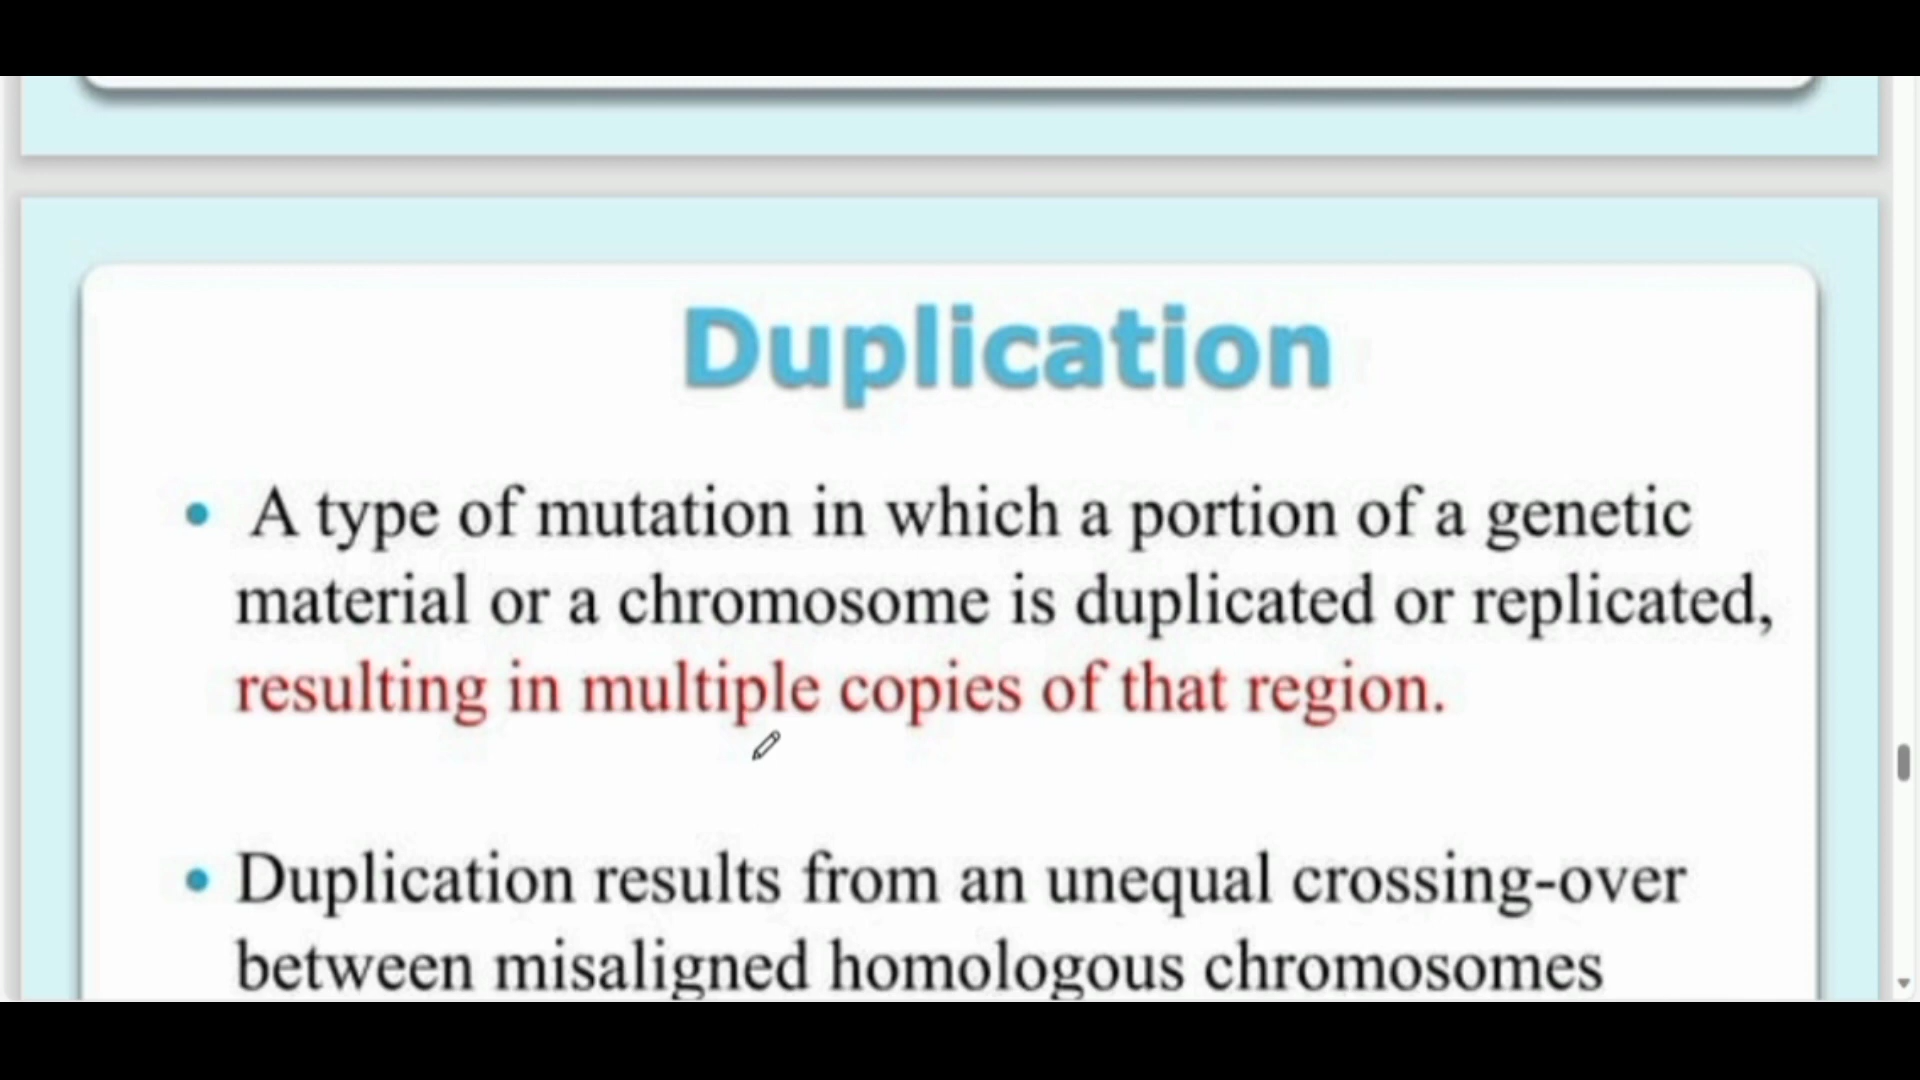 Duplication
• A type of mutation in which a portion of a genetic
material or a chromosome is duplicated or replicated,
resulting in multiple copies of that region.
• Duplication results from an unequal crossing-over
between misaligned homologous chromosomes